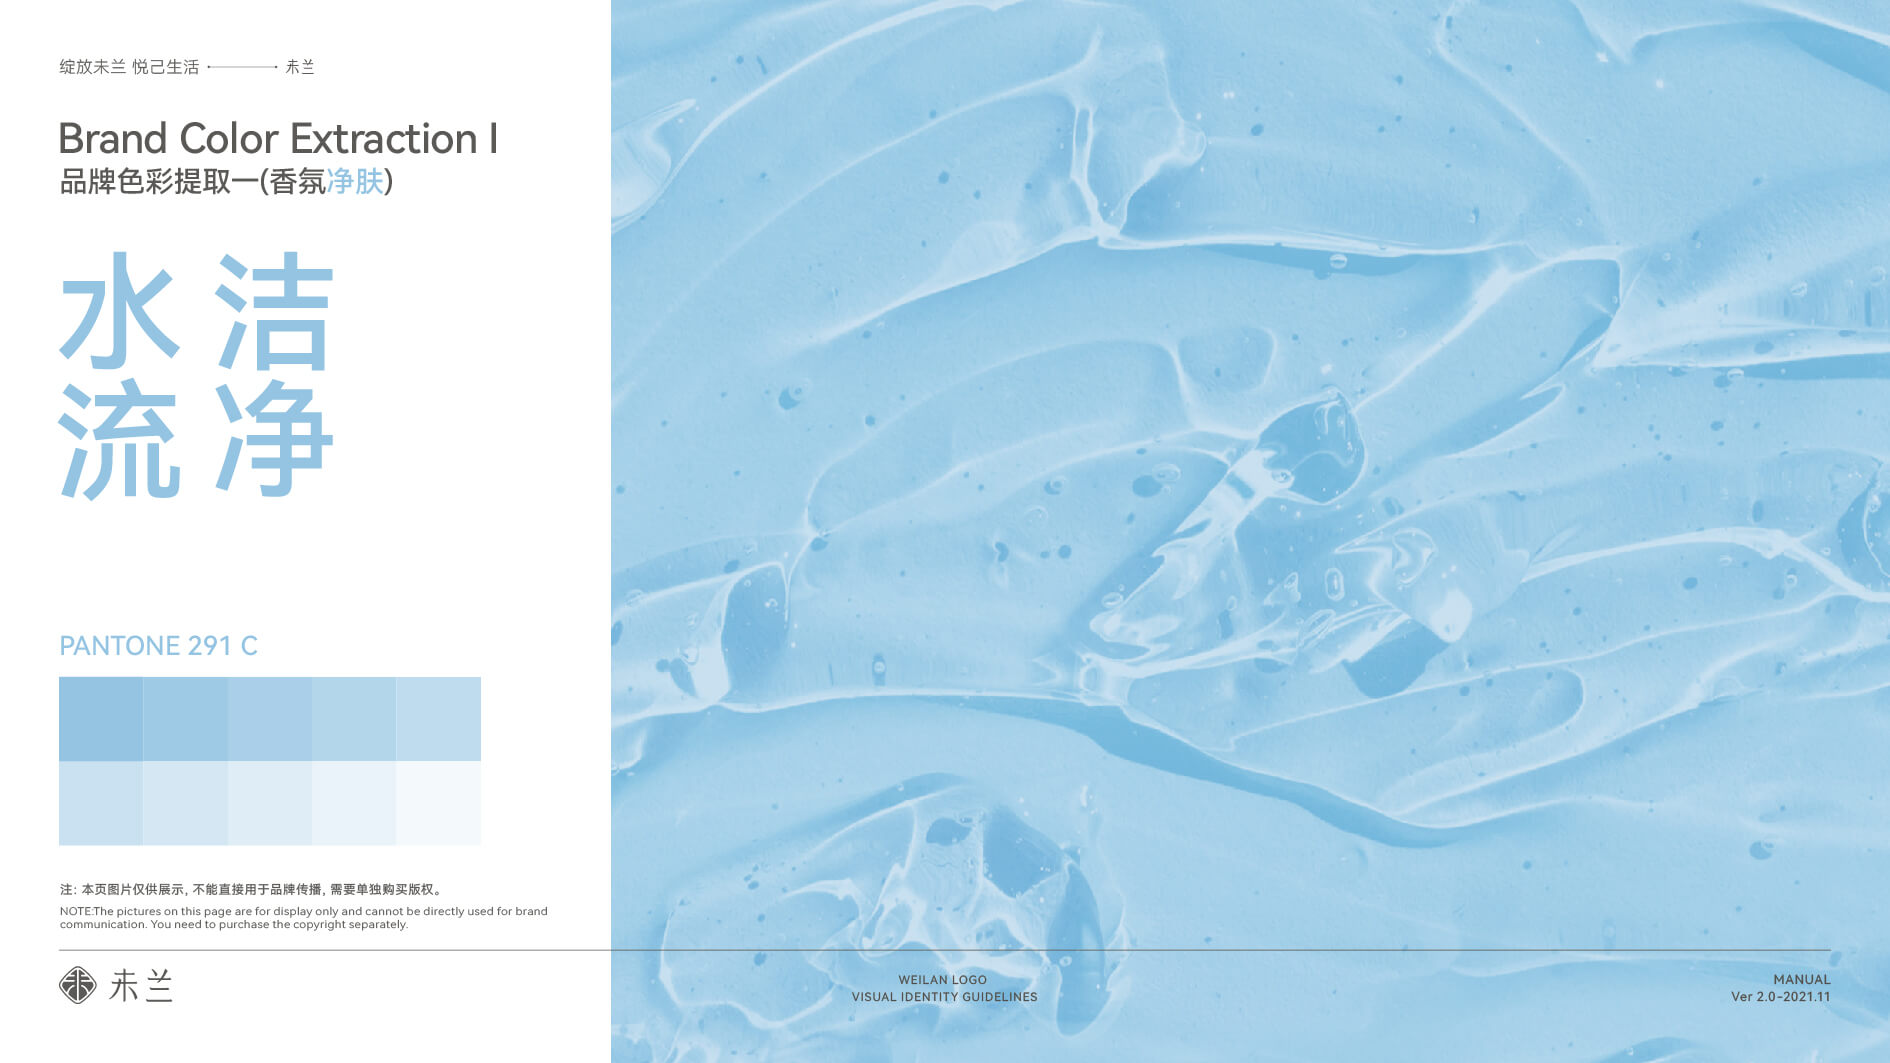 绽放未兰 悦己生活 未兰
Brand Color Extraction I
品牌色彩提取一(香氛净肤)
水 洁
流 净
PANTONE 291 C
注: 本页图片仅供展示, 不能直接用于品牌传播, 需要单独购买版权。
NOTE:The pictures on this page are for display only and cannot be directly used for brand
communication. You need to purchase the copyright separately.
未兰
WEILAN LOGO
VISUAL IDENTITY GUIDELINES
MANUAL
Ver 2.0-2021.11